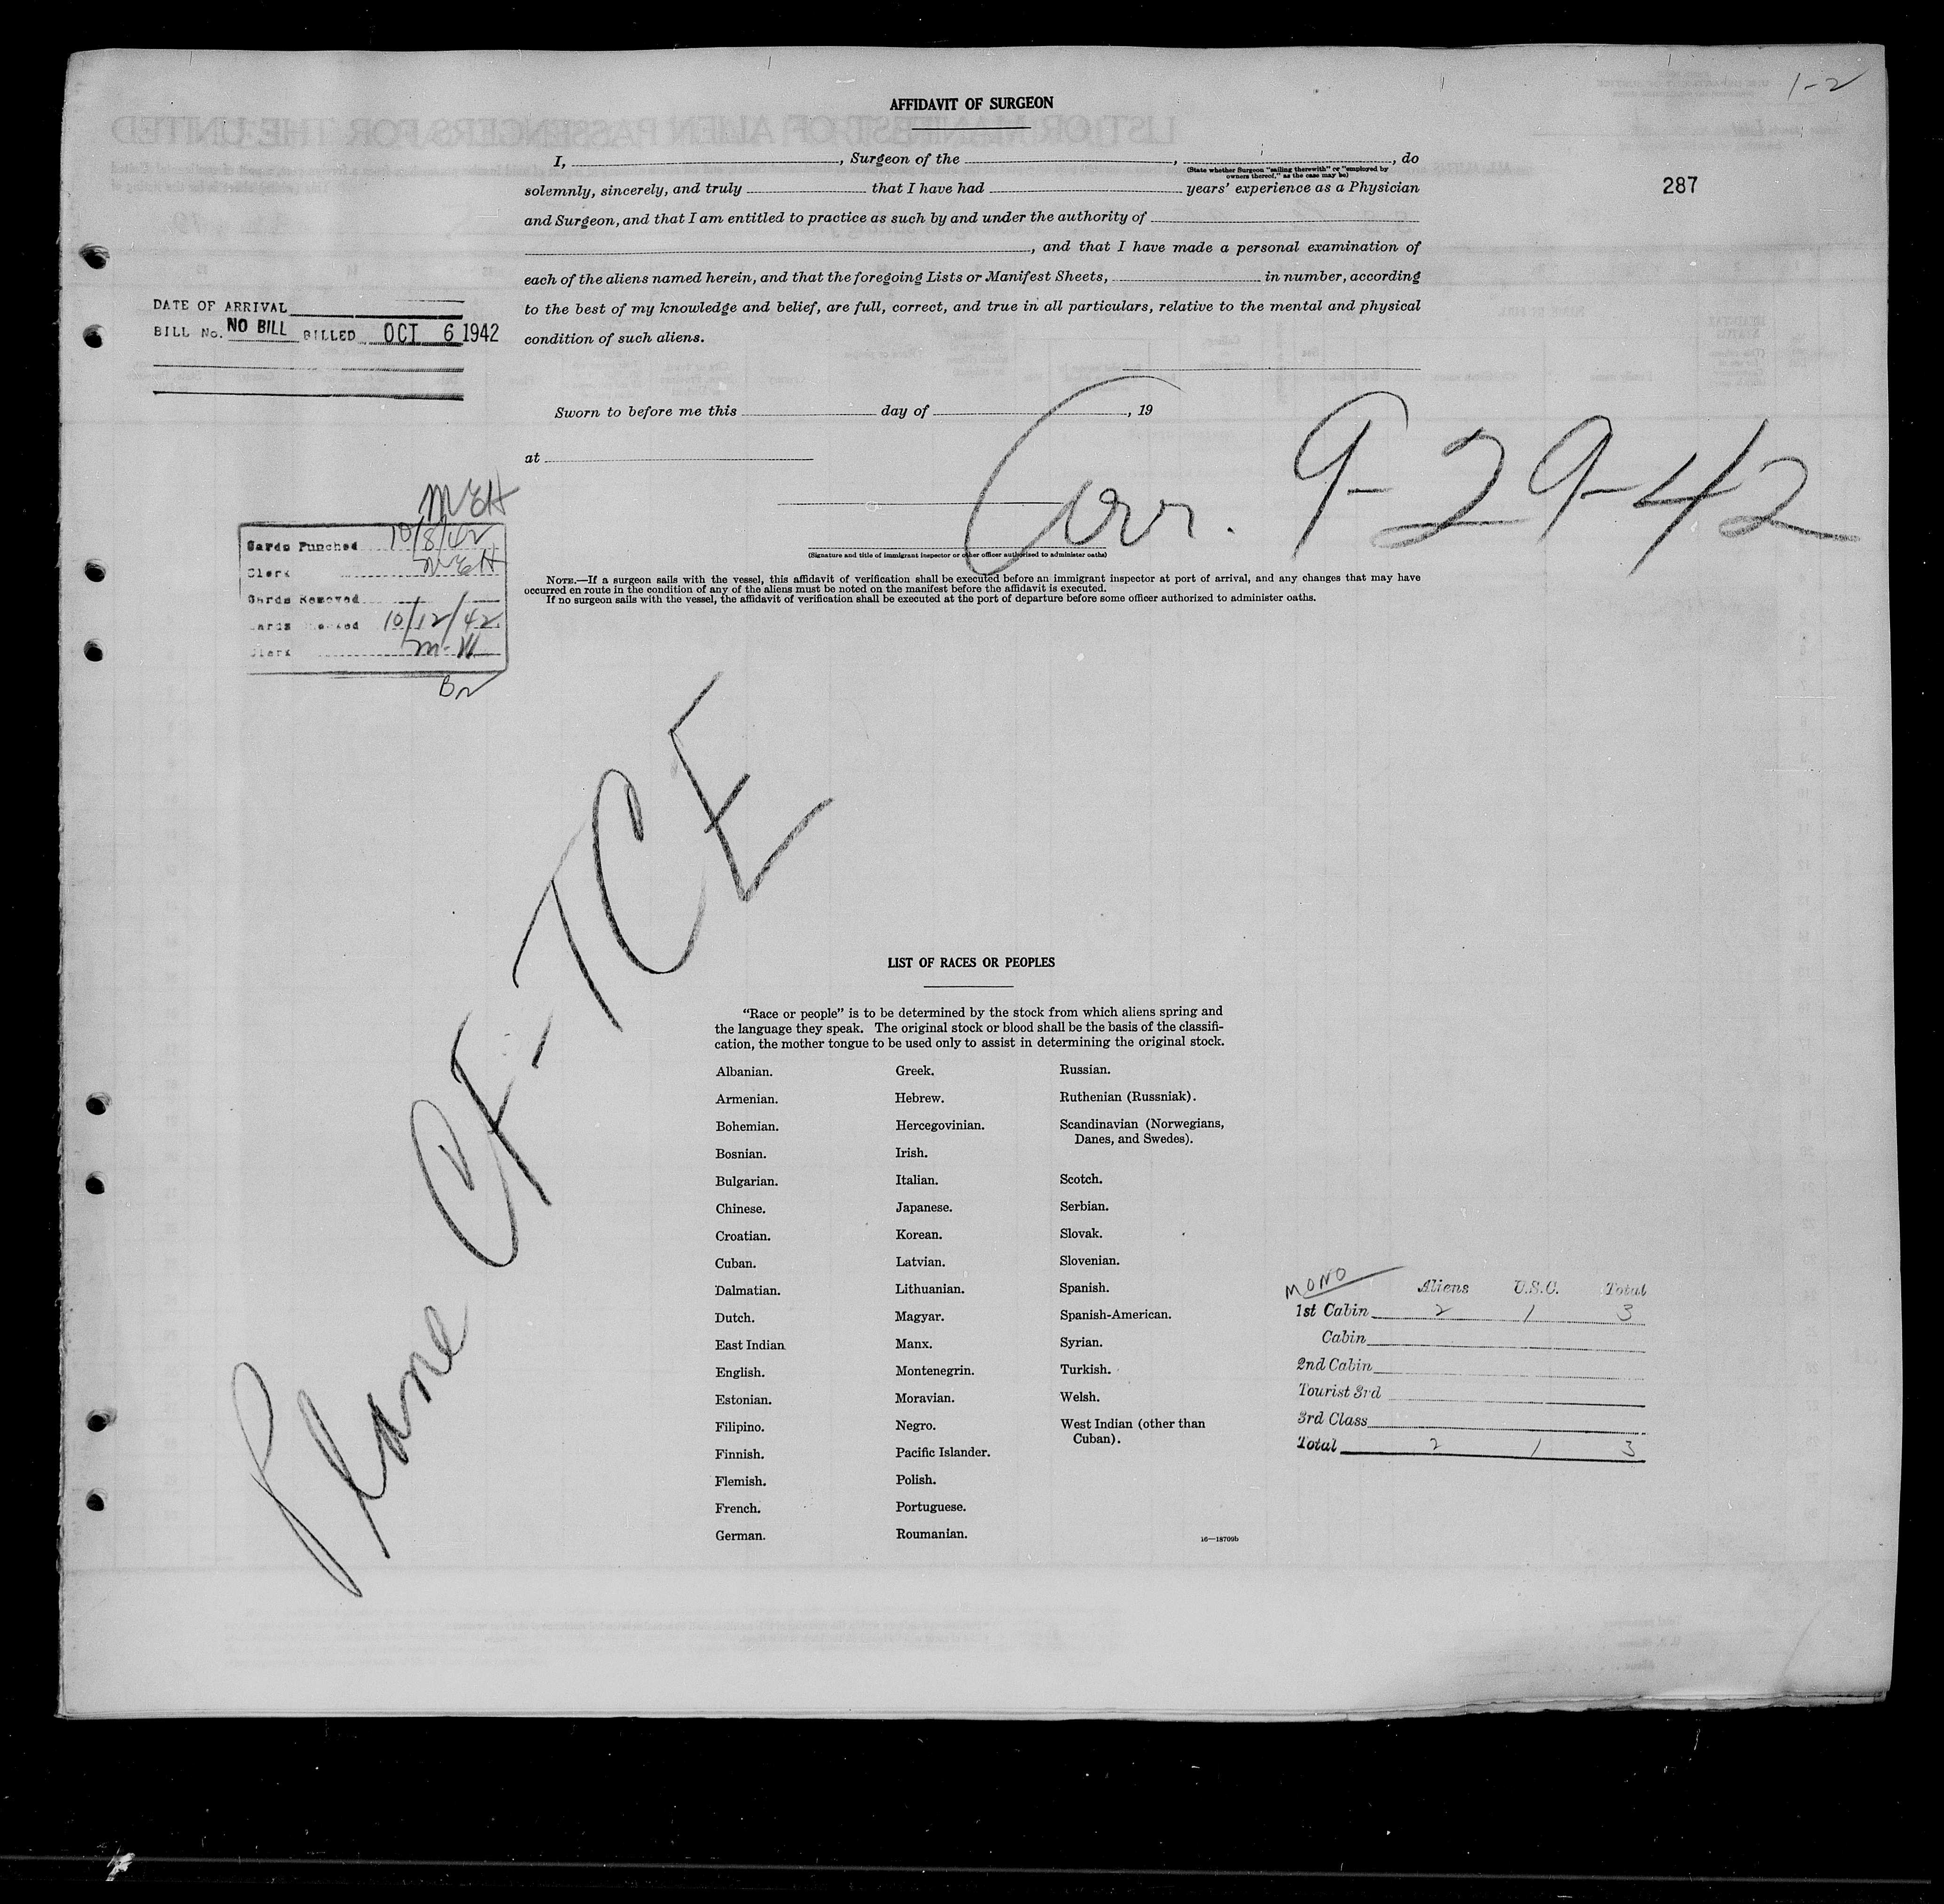 1-2
AFFIDAVIT OF SURGEON
287
I, , Surgeon of the , , do
(State whether Surgeon "sailing therewith" or "employed by
owners thereof," as the case may be)
solemnly, sincerely, and truly that I have had years' experience as a Physician
and Surgeon, and that I am entitled to practice as such by and under the authority of
, and that I have made a personal examination of
each of the aliens named herein, and that the foregoing Lists or Manifest Sheets, in number, according
to the best of my knowledge and belief, are full, correct, and true in all particulars, relative to the mental and physical
condition of such aliens.
DATE OF ARRIVAL
BILL No. NO BILL BILLED OCT 6 1942
Sworn to before me this day of , 19
at
Arr. 9-29-42
(Signature and title of immigrant inspector or other officer authorized to administer oaths)
NOTE.—If a surgeon sails with the vessel, this affidavit of verification shall be executed before an immigrant inspector at port of arrival, and any changes that may have
occurred en route in the condition of any of the aliens must be noted on the manifest before the affidavit is executed.
If no surgeon sails with the vessel, the affidavit of verification shall be executed at the port of departure before some officer authorized to administer oaths.
MEH
Cards Punched 10/8/42
Clerk MEH
Cards Removed
Cards Checked 10/12/42
Clerk
Plane CF-TCE
LIST OF RACES OR PEOPLES
"Race or people" is to be determined by the stock from which aliens spring and
the language they speak. The original stock or blood shall be the basis of the classifi-
cation, the mother tongue to be used only to assist in determining the original stock.
Albanian.
Armenian.
Bohemian.
Bosnian.
Bulgarian.
Chinese.
Croatian.
Cuban.
Dalmatian.
Dutch.
East Indian
English.
Estonian.
Filipino.
Finnish.
Flemish.
French.
German.
Greek.
Hebrew.
Hercegovinian.
Irish.
Italian.
Japanese.
Korean.
Latvian.
Lithuanian.
Magyar.
Manx.
Montenegrin.
Moravian.
Negro.
Pacific Islander.
Polish.
Portuguese.
Roumanian.
Russian.
Ruthenian (Russniak).
Scandinavian (Norwegians,
Danes, and Swedes).
Scotch.
Serbian.
Slovak.
Slovenian.
Spanish.
Spanish-American.
Syrian.
Turkish.
Welsh.
West Indian (other than
Cuban).
16—18709b
MONO
Aliens U.S.C. Total
1st Cabin 2 1 3
Cabin
2nd Cabin
Tourist 3rd
3rd Class
Total 2 1 3